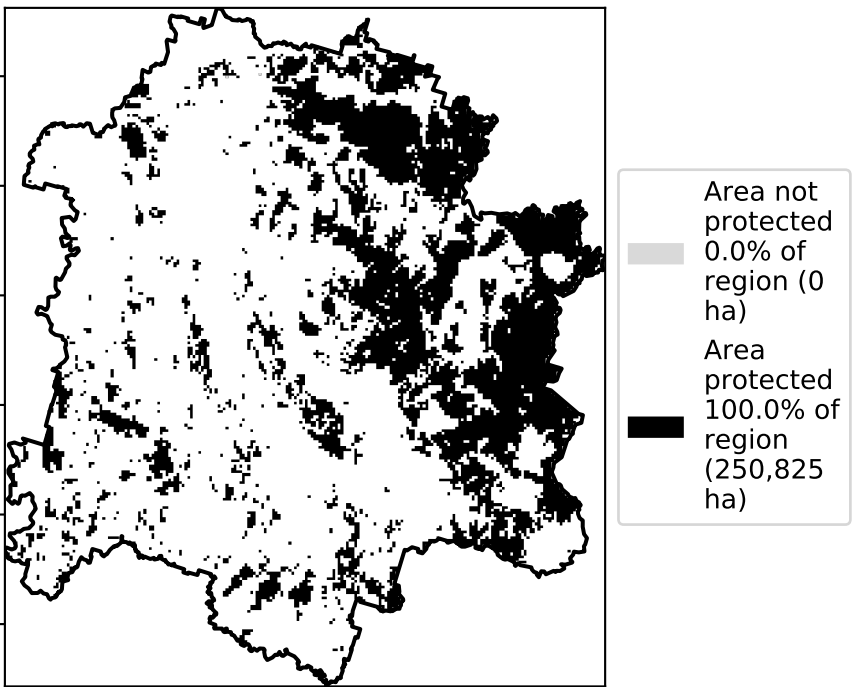 Area not
protected
0.0% of
region (0
ha)
Area
protected
100.0% of
region
(250,825
ha)